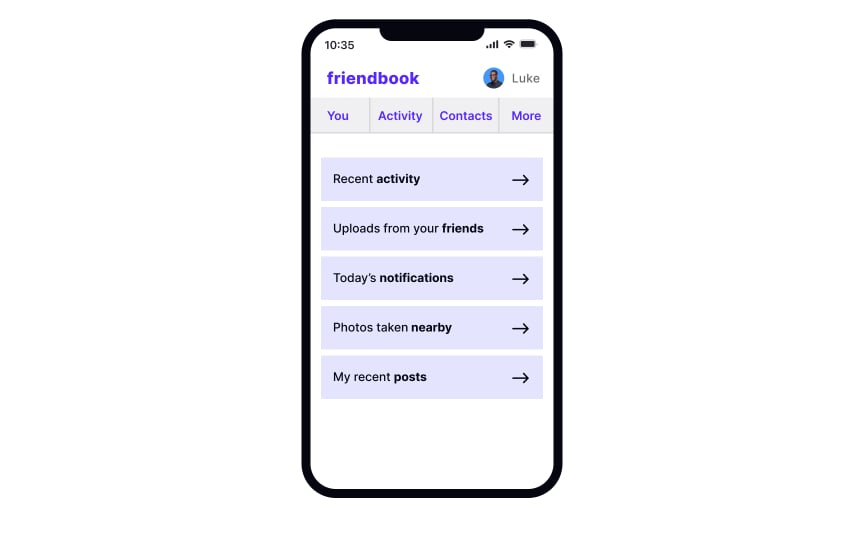 10:35
friendbook
Luke
You
Activity
Contacts
More
Recent activity
Uploads from your friends
Today’s notifications
Photos taken nearby
My recent posts